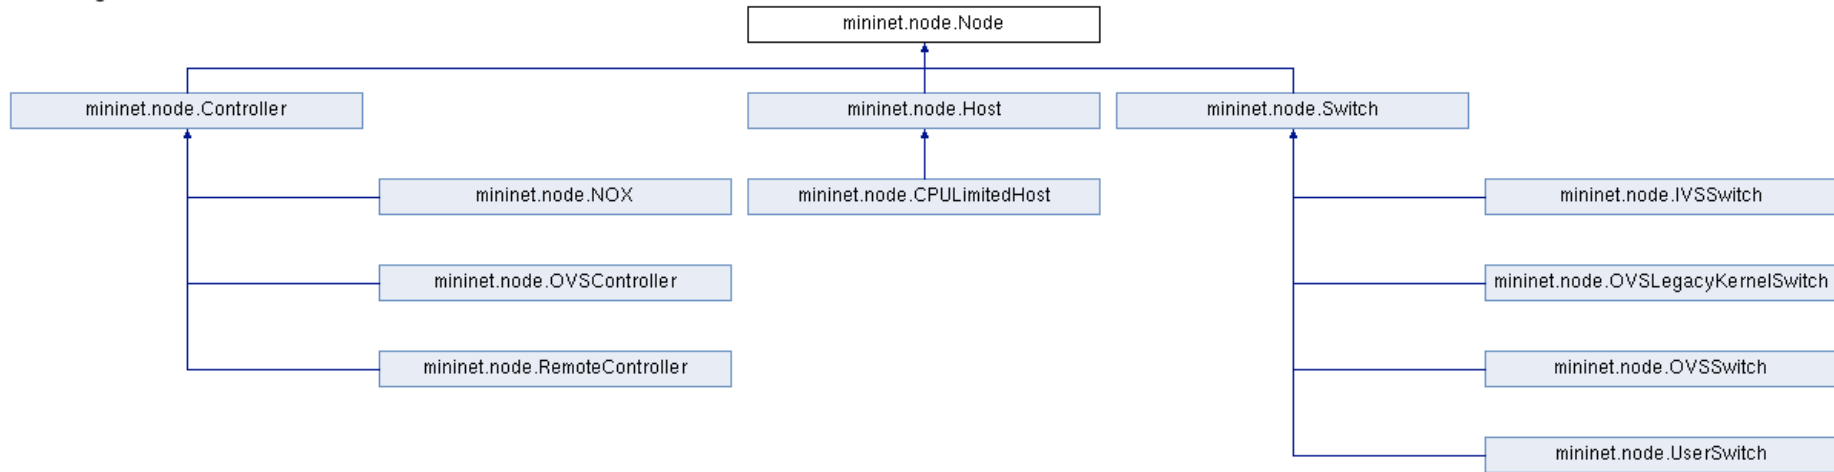 mininet.node.Node
mininet.node.Controller
mininet.node.Host
mininet.node.Switch
mininet.node.NOX
mininet.node.CPULimitedHost
mininet.node.IVSSwitch
mininet.node.OVSController
mininet.node.OVSLegacyKernelSwitch
mininet.node.RemoteController
mininet.node.OVSSwitch
mininet.node.UserSwitch